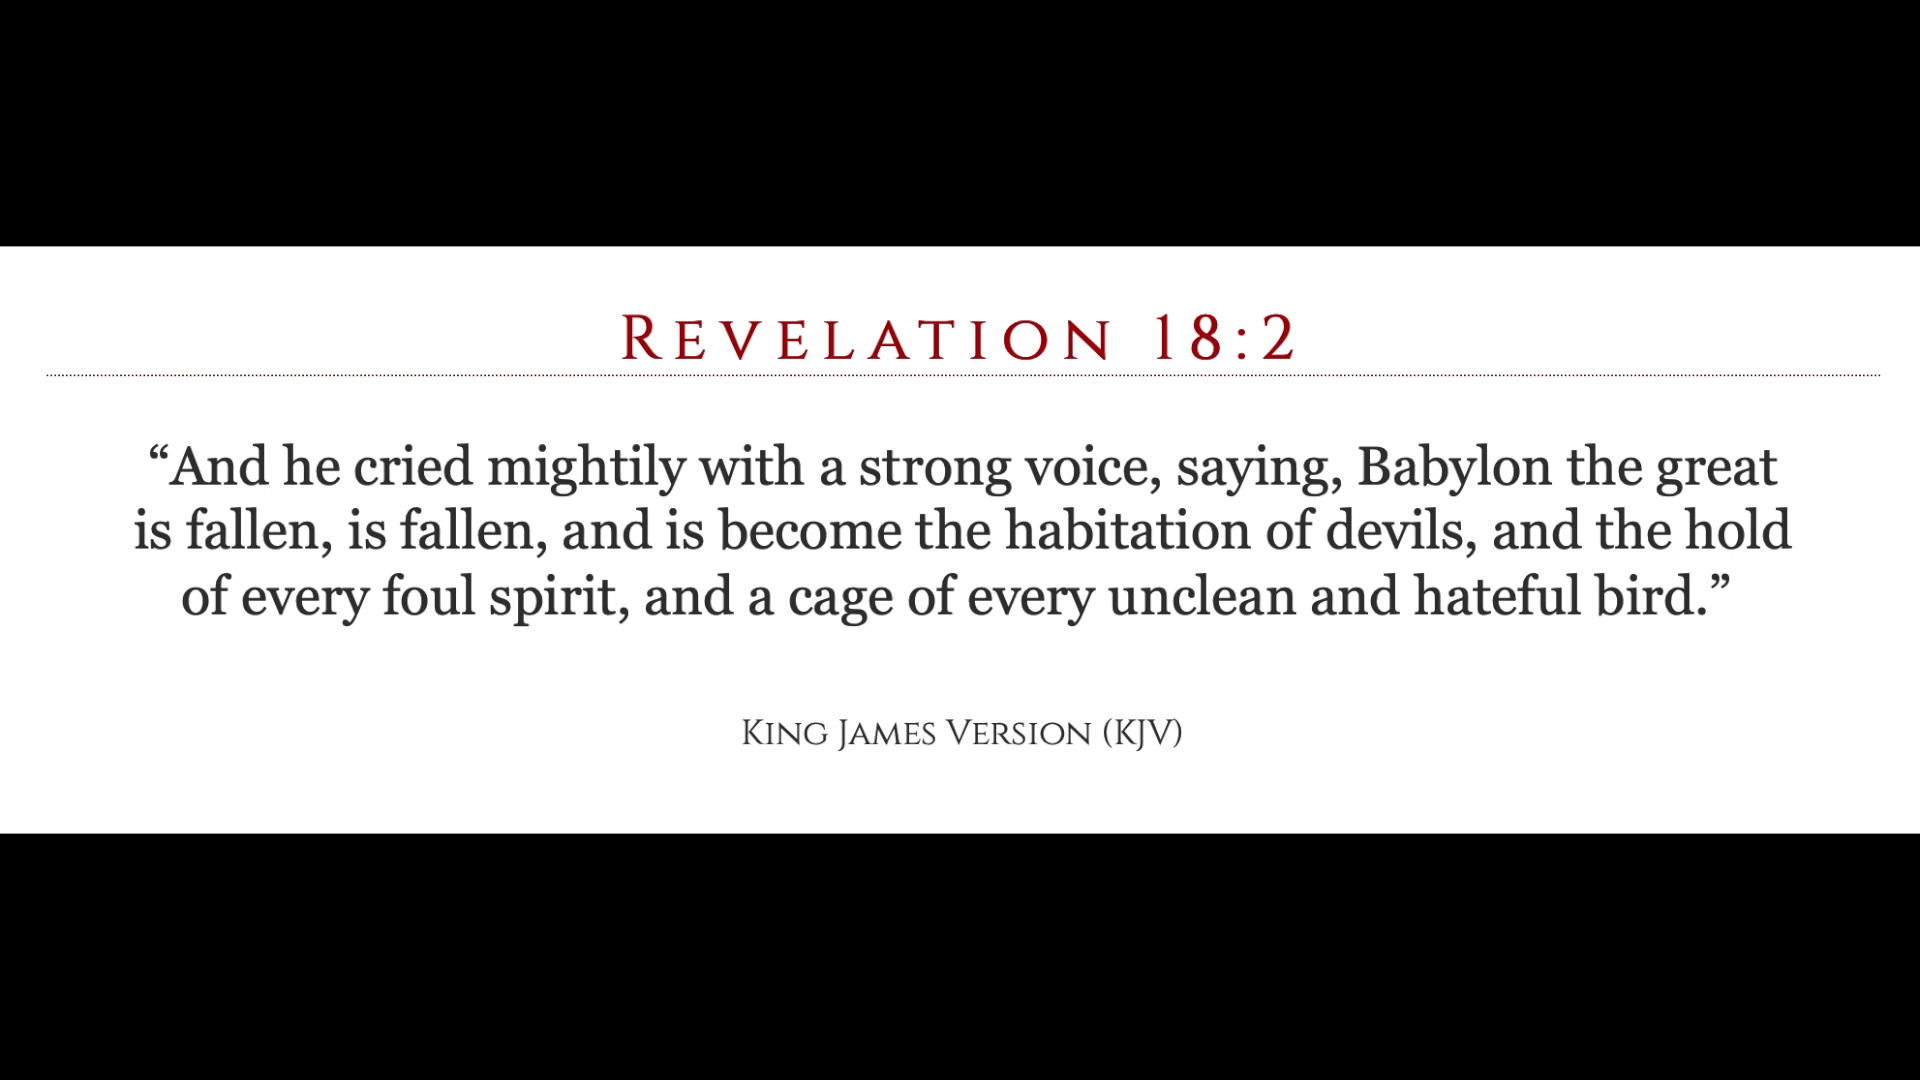 REVELATION 18:2
“And he cried mightily with a strong voice, saying, Babylon the great
is fallen, is fallen, and is become the habitation of devils, and the hold
of every foul spirit, and a cage of every unclean and hateful bird.”
KING JAMES VERSION (KJV)